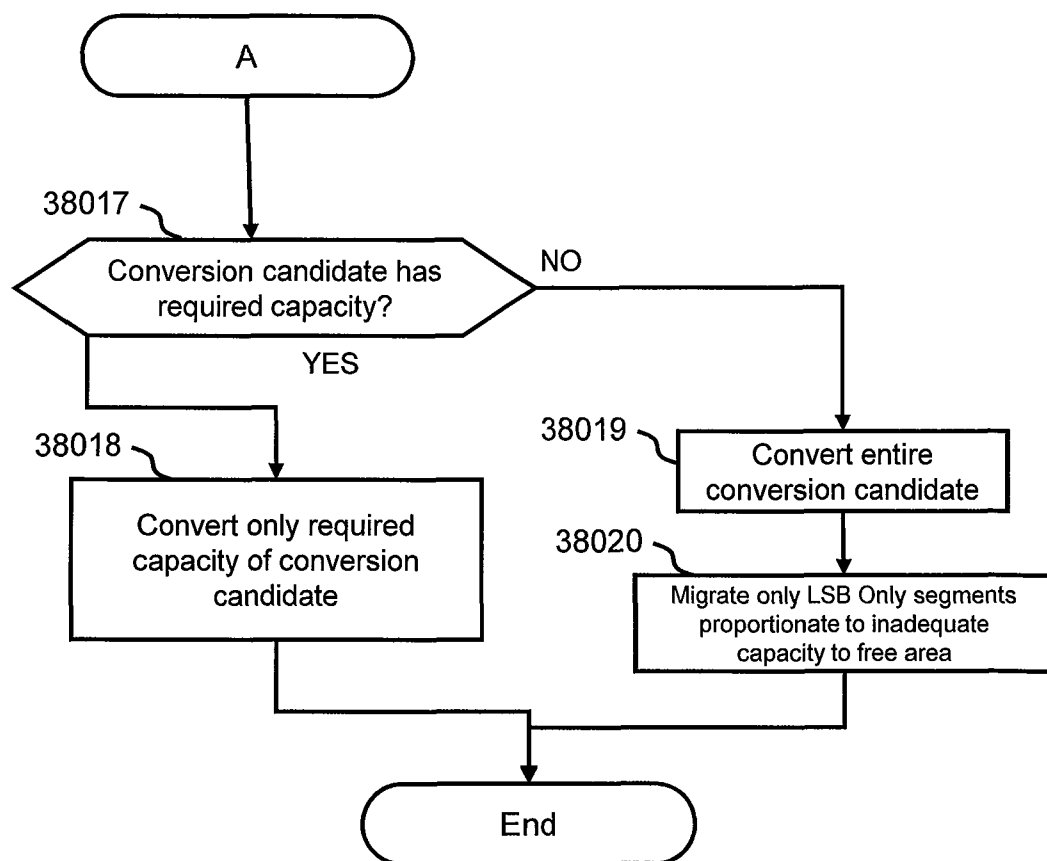 A
38017
Conversion candidate has
required capacity?
NO
YES
38018
Convert only required
capacity of conversion
candidate
38019
Convert entire
conversion candidate
38020
Migrate only LSB Only segments
proportionate to inadequate
capacity to free area
End